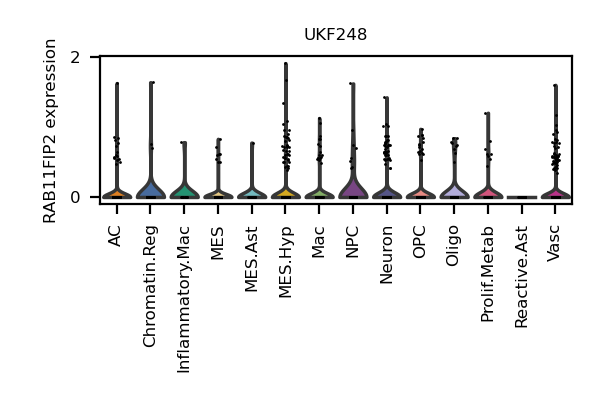 UKF248
RAB11FIP2 expression
2
0
AC
Chromatin.Reg
Inflammatory.Mac
MES
MES.Ast
MES.Hyp
Mac
NPC
Neuron
OPC
Oligo
Prolif.Metab
Reactive.Ast
Vasc